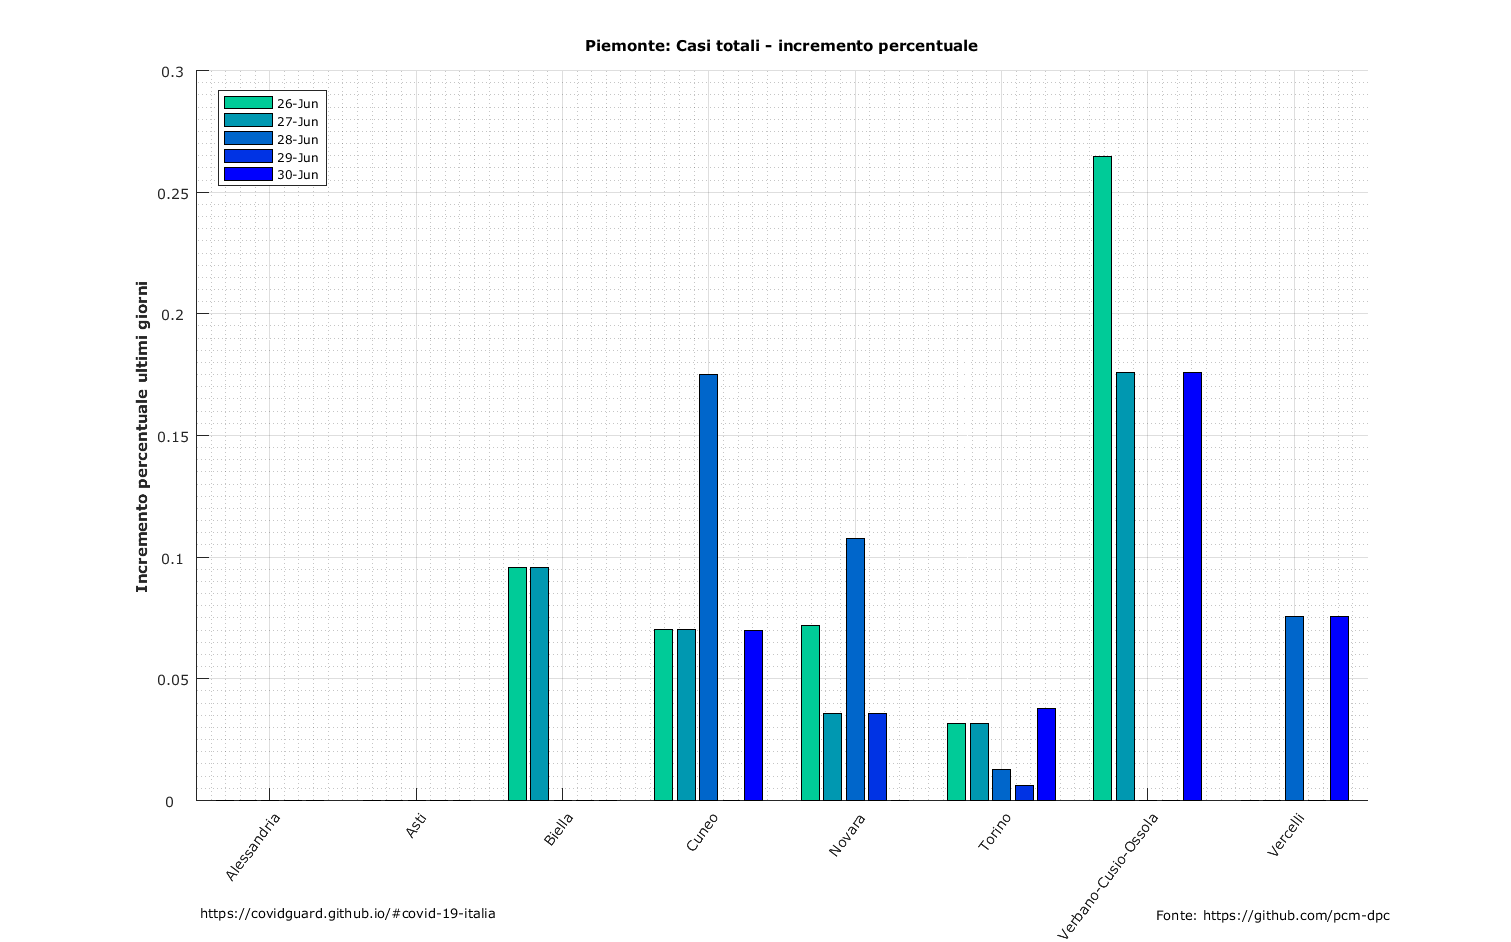 Piemonte: Casi totali - incremento percentuale
0.3
26-Jun
27-Jun
28-Jun
29-Jun
30-Jun
0.25
0.2
Incremento percentuale ultimi giorni
0.15
0.1
0.05
0
Alessandria
Asti
Biella
Cuneo
Novara
Torino
Verbano-Cusio-Ossola
Vercelli
https://covidguard.github.io/#covid-19-italia
Fonte: https://github.com/pcm-dpc